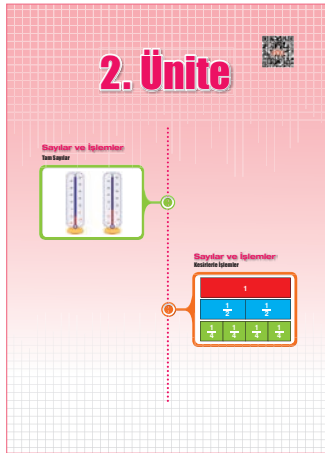 2. Ünite
Sayılar ve İşlemler
Tam Sayılar
Sayılar ve İşlemler
Kesirlerle İşlemler
1
1/2 1/2
1/4 1/4 1/4 1/4